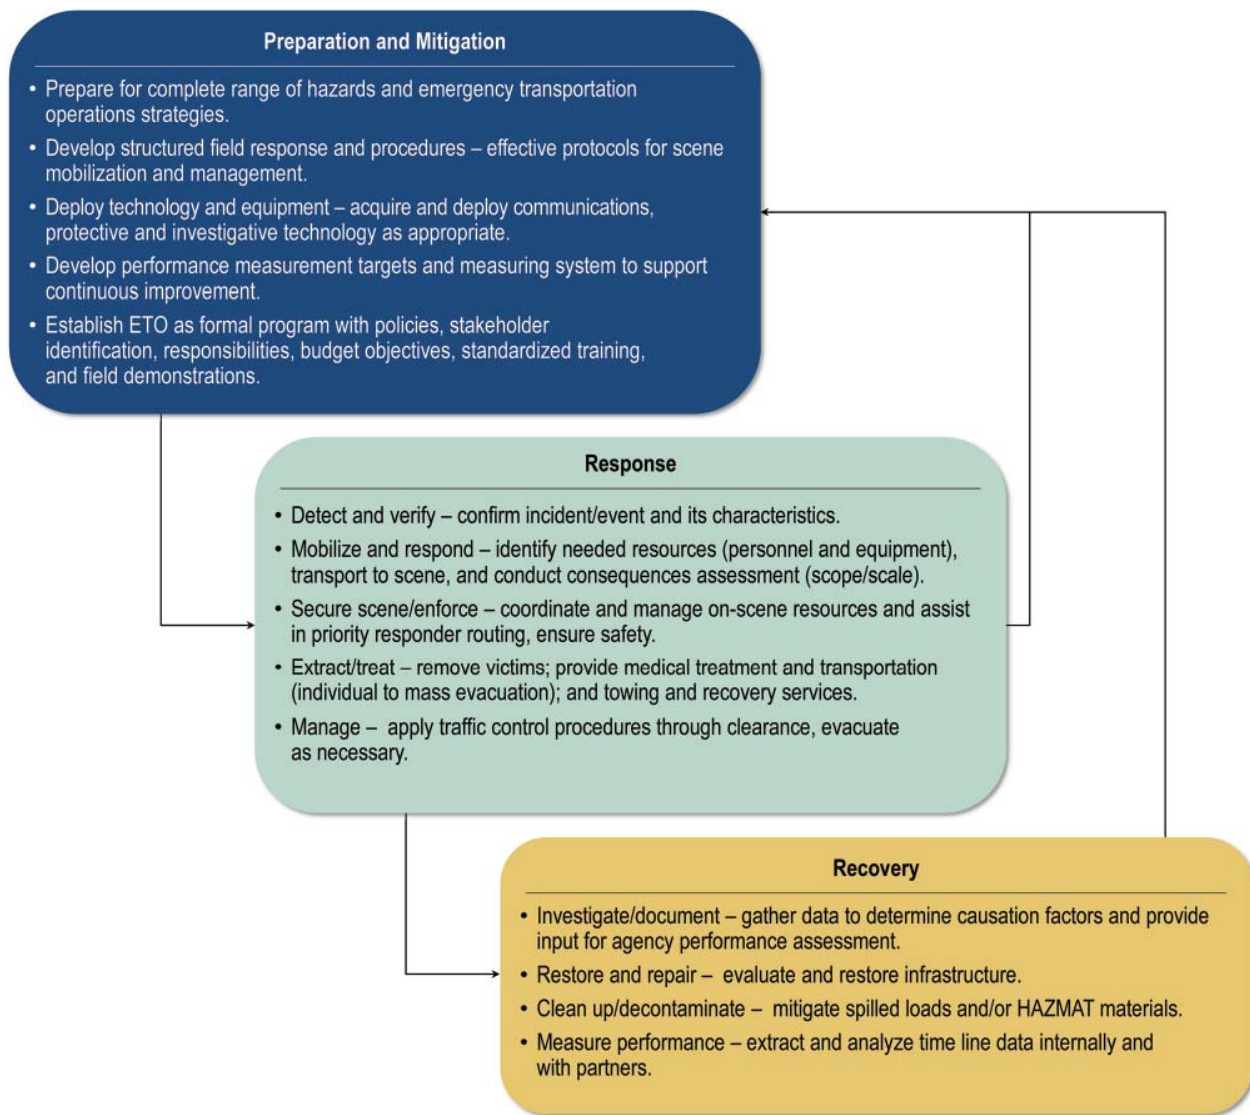 Preparation and Mitigation
• Prepare for complete range of hazards and emergency transportation
operations strategies.
• Develop structured field response and procedures – effective protocols for scene
mobilization and management.
• Deploy technology and equipment – acquire and deploy communications,
protective and investigative technology as appropriate.
• Develop performance measurement targets and measuring system to support
continuous improvement.
• Establish ETO as formal program with policies, stakeholder
identification, responsibilities, budget objectives, standardized training,
and field demonstrations.
Response
• Detect and verify – confirm incident/event and its characteristics.
• Mobilize and respond – identify needed resources (personnel and equipment),
transport to scene, and conduct consequences assessment (scope/scale).
• Secure scene/enforce – coordinate and manage on-scene resources and assist
in priority responder routing, ensure safety.
• Extract/treat – remove victims; provide medical treatment and transportation
(individual to mass evacuation); and towing and recovery services.
• Manage – apply traffic control procedures through clearance, evacuate
as necessary.
Recovery
• Investigate/document – gather data to determine causation factors and provide
input for agency performance assessment.
• Restore and repair – evaluate and restore infrastructure.
• Clean up/decontaminate – mitigate spilled loads and/or HAZMAT materials.
• Measure performance – extract and analyze time line data internally and
with partners.